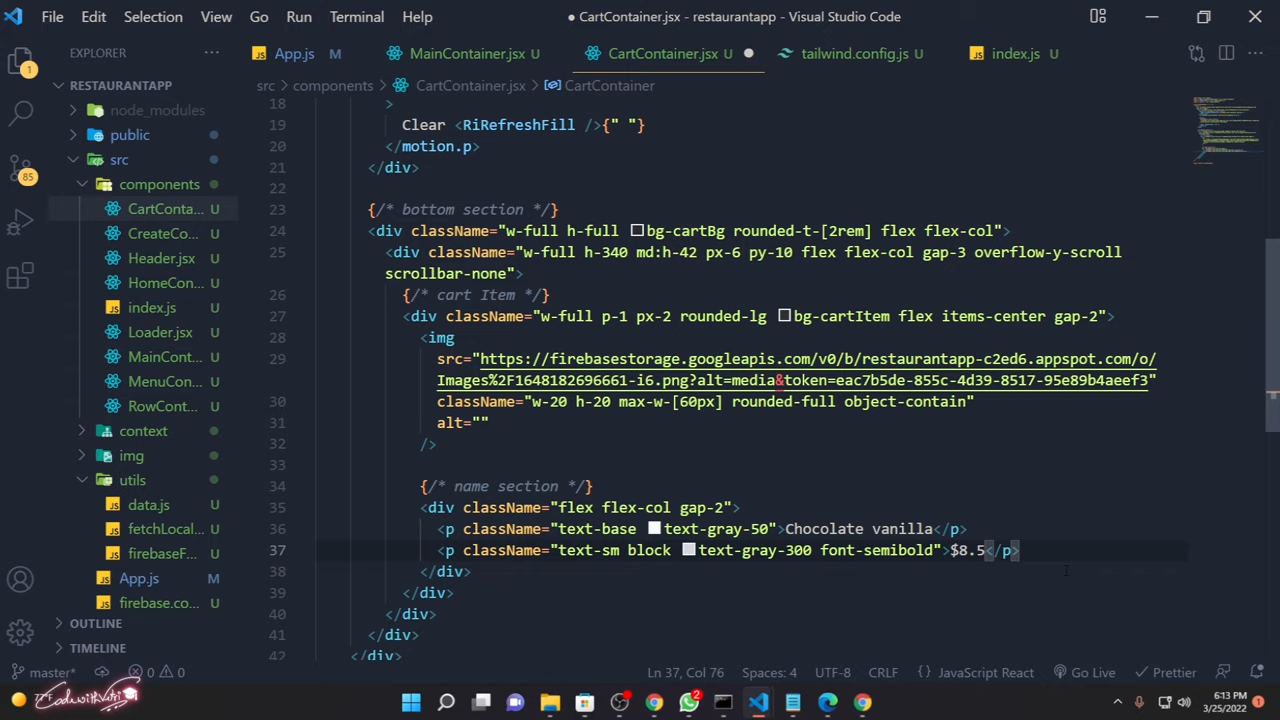 File Edit Selection View Go Run Terminal Help
● CartContainer.jsx - restaurantapp - Visual Studio Code
EXPLORER ···
App.js M
MainContainer.jsx U
CartContainer.jsx U ●
tailwind.config.js U
index.js U
src > components > CartContainer.jsx > CartContainer
RESTAURANTAPP
node_modules
public
src
components
CartConta... U
CreateCo... U
Header.jsx U
HomeCon... U
index.js U
Loader.jsx U
MainCont... U
MenuCon... U
RowCont... U
context
img
utils
data.js U
fetchLocal... U
firebaseF... U
App.js M
firebase.co... U
OUTLINE
TIMELINE
1
85
18 >
19 Clear <RiRefreshFill />{" "}
20 </motion.p>
21 </div>
22
23 {/* bottom section */}
24 <div className="w-full h-full bg-cartBg rounded-t-[2rem] flex flex-col">
25 <div className="w-full h-340 md:h-42 px-6 py-10 flex flex-col gap-3 overflow-y-scroll
scrollbar-none">
26 {/* cart Item */}
27 <div className="w-full p-1 px-2 rounded-lg bg-cartItem flex items-center gap-2">
28 <img
29 src="https://firebasestorage.googleapis.com/v0/b/restaurantapp-c2ed6.appspot.com/o/
Images%2F1648182696661-i6.png?alt=media&token=eac7b5de-855c-4d39-8517-95e89b4aeef3"
30 className="w-20 h-20 max-w-[60px] rounded-full object-contain"
31 alt=""
32 />
33
34 {/* name section */}
35 <div className="flex flex-col gap-2">
36 <p className="text-base text-gray-50">Chocolate vanilla</p>
37 <p className="text-sm block text-gray-300 font-semibold">$8.5</p>
38 </div>
39 </div>
40 </div>
41 </div>
42 </div>
master* 0 0 Ln 37, Col 76 Spaces: 4 UTF-8 CRLF JavaScript React Go Live Prettier
2
6:13 PM
3/25/2022